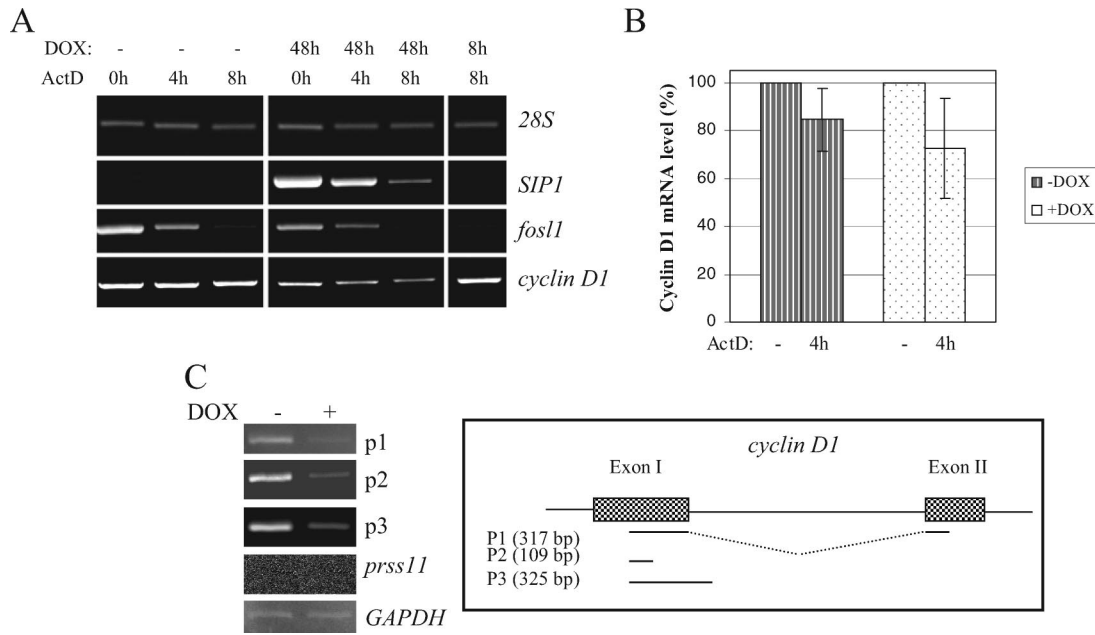 A
DOX: - - - 48h 48h 48h 8h
ActD 0h 4h 8h 0h 4h 8h 8h
28S
SIP1
fosl1
cyclin D1
B
Cyclin D1 mRNA level (%)
100
80
60
40
20
0
ActD: - 4h - 4h
-DOX
+DOX
C
DOX - +
p1
p2
p3
prss11
GAPDH
cyclin D1
Exon I Exon II
P1 (317 bp)
P2 (109 bp)
P3 (325 bp)